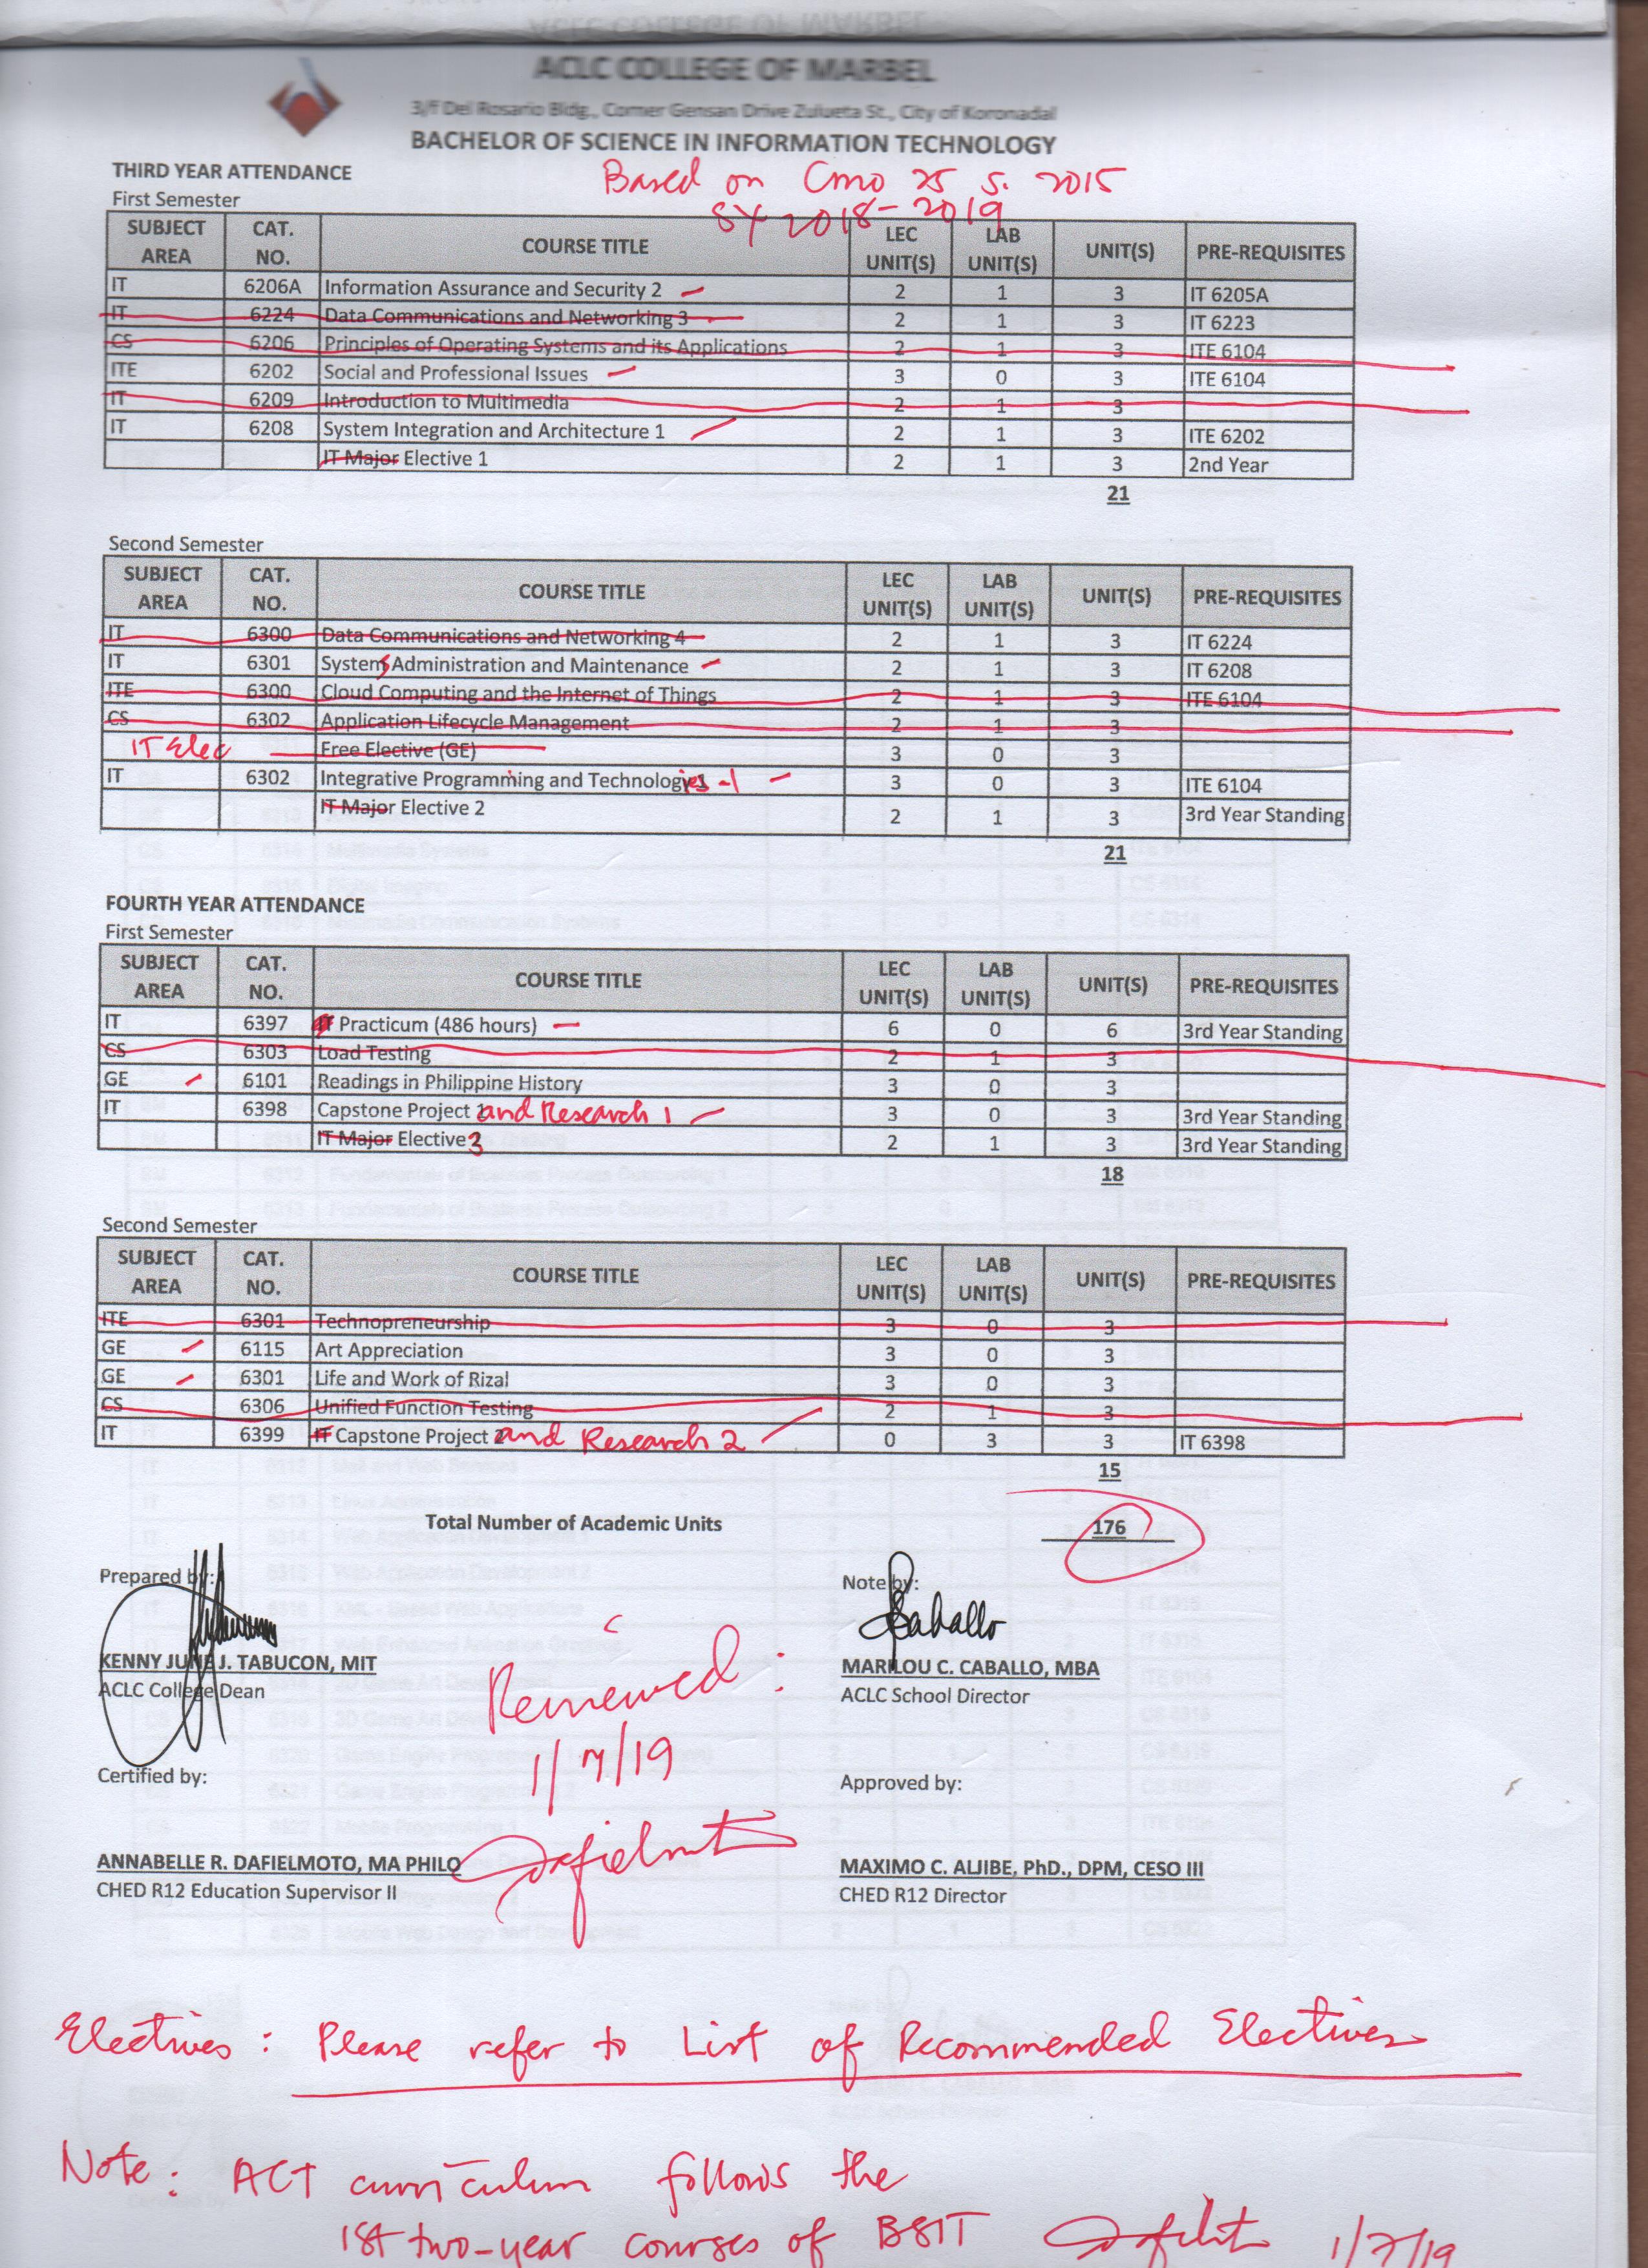 ACLC COLLEGE OF MARBEL
3/ff Del Rosario Bldg., Corner Gensan Drive Zulueta St., City of Koronadal
BACHELOR OF SCIENCE IN INFORMATION TECHNOLOGY
THIRD YEAR ATTENDANCE
Based on Cmo 25 s. 2015
First Semester
SY 2018-2019
SUBJECT AREA CAT. NO. COURSE TITLE LEC UNIT(S) LAB UNIT(S) UNIT(S) PRE-REQUISITES
IT 6206A Information Assurance and Security 2 2 1 3 IT 6205A
IT 6224 Data Communications and Networking 3 2 1 3 IT 6223
CS 6206 Principles of Operating Systems and its Applications 2 1 3 ITE 6104
ITE 6202 Social and Professional Issues 3 0 3 ITE 6104
IT 6209 Introduction to Multimedia 2 1 3
IT 6208 System Integration and Architecture 1 2 1 3 ITE 6202
IT Major Elective 1 2 1 3 2nd Year
21
Second Semester
SUBJECT AREA CAT. NO. COURSE TITLE LEC UNIT(S) LAB UNIT(S) UNIT(S) PRE-REQUISITES
IT 6300 Data Communications and Networking 4 2 1 3 IT 6224
IT 6301 Systems Administration and Maintenance 2 1 3 IT 6208
ITE 6300 Cloud Computing and the Internet of Things 2 1 3 ITE 6104
CS 6302 Application Lifecycle Management 2 1 3
IT Elec Free Elective (GE) 3 0 3
IT 6302 Integrative Programming and Technologies -1 3 0 3 ITE 6104
IT Major Elective 2 2 1 3 3rd Year Standing
21
FOURTH YEAR ATTENDANCE
First Semester
SUBJECT AREA CAT. NO. COURSE TITLE LEC UNIT(S) LAB UNIT(S) UNIT(S) PRE-REQUISITES
IT 6397 IT Practicum (486 hours) 6 0 6 3rd Year Standing
CS 6303 Load Testing 2 1 3
GE 6101 Readings in Philippine History 3 0 3
IT 6398 Capstone Project 1 and Research 1 3 0 3 3rd Year Standing
IT Major Elective 3 2 1 3 3rd Year Standing
18
Second Semester
SUBJECT AREA CAT. NO. COURSE TITLE LEC UNIT(S) LAB UNIT(S) UNIT(S) PRE-REQUISITES
ITE 6301 Technopreneurship 3 0 3
GE 6115 Art Appreciation 3 0 3
GE 6301 Life and Work of Rizal 3 0 3
CS 6306 Unified Function Testing 2 1 3
IT 6399 IT Capstone Project 2 and Research 2 0 3 3 IT 6398
15
Total Number of Academic Units 176
Prepared by: Note by:
KENNY JUNE J. TABUCON, MIT MARILOU C. CABALLO, MBA
ACLC College Dean ACLC School Director
Reviewed :
1/7/19
Certified by: Approved by:
ANNABELLE R. DAFIELMOTO, MA PHILO MAXIMO C. ALJIBE, PhD., DPM, CESO III
CHED R12 Education Supervisor II CHED R12 Director
Electives : Please refer to List of Recommended Electives
Note : ACT curriculum follows the
1st two-year courses of BSIT 1/7/19